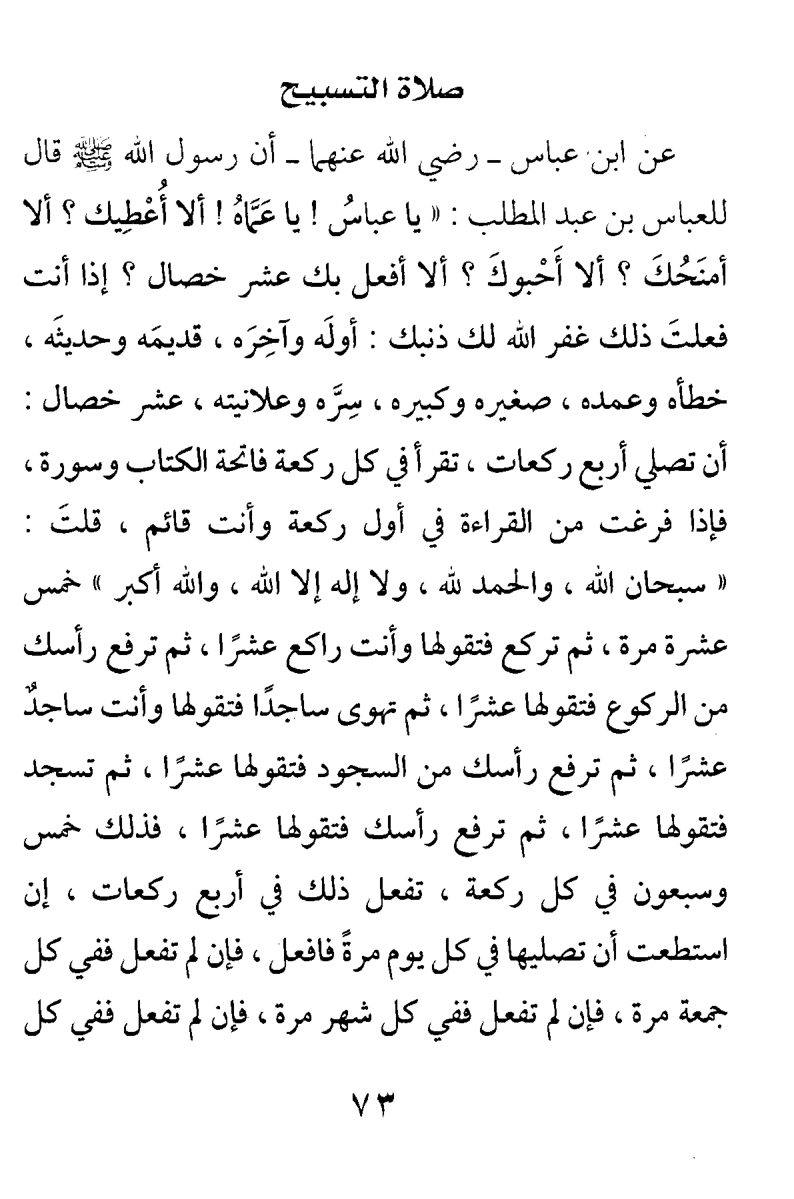 صلاة التسبيح
عن ابن عباس ـ رضي الله عنهما ـ أن رسول الله ﷺ قال
للعباس بن عبد المطلب : « يا عباسُ ! يا عَمَّاهُ ! ألا أُعْطِيك ؟ ألا
أمنَحُكَ ؟ ألا أَحْبوكَ ؟ ألا أفعل بك عشر خصال ؟ إذا أنت
فعلتَ ذلك غفر الله لك ذنبك : أولَه وآخِرَه ، قديمَه وحديثَه ،
خطأه وعمده ، صغيره وكبيره ، سِرَّه وعلانيته ، عشر خصال :
أن تصلي أربع ركعات ، تقرأ في كل ركعة فاتحة الكتاب وسورة ،
فإذا فرغت من القراءة في أول ركعة وأنت قائم ، قلتَ :
« سبحان الله ، والحمد لله ، ولا إله إلا الله ، والله أكبر » خمس
عشرة مرة ، ثم تركع فتقولها وأنت راكع عشرًا ، ثم ترفع رأسك
من الركوع فتقولها عشرًا ، ثم تهوى ساجدًا فتقولها وأنت ساجدٌ
عشرًا ، ثم ترفع رأسك من السجود فتقولها عشرًا ، ثم تسجد
فتقولها عشرًا ، ثم ترفع رأسك فتقولها عشرًا ، فذلك خمس
وسبعون في كل ركعة ، تفعل ذلك في أربع ركعات ، إن
استطعت أن تصليها في كل يوم مرةً فافعل ، فإن لم تفعل ففي كل
جمعة مرة ، فإن لم تفعل ففي كل شهر مرة ، فإن لم تفعل ففي كل
٧٣